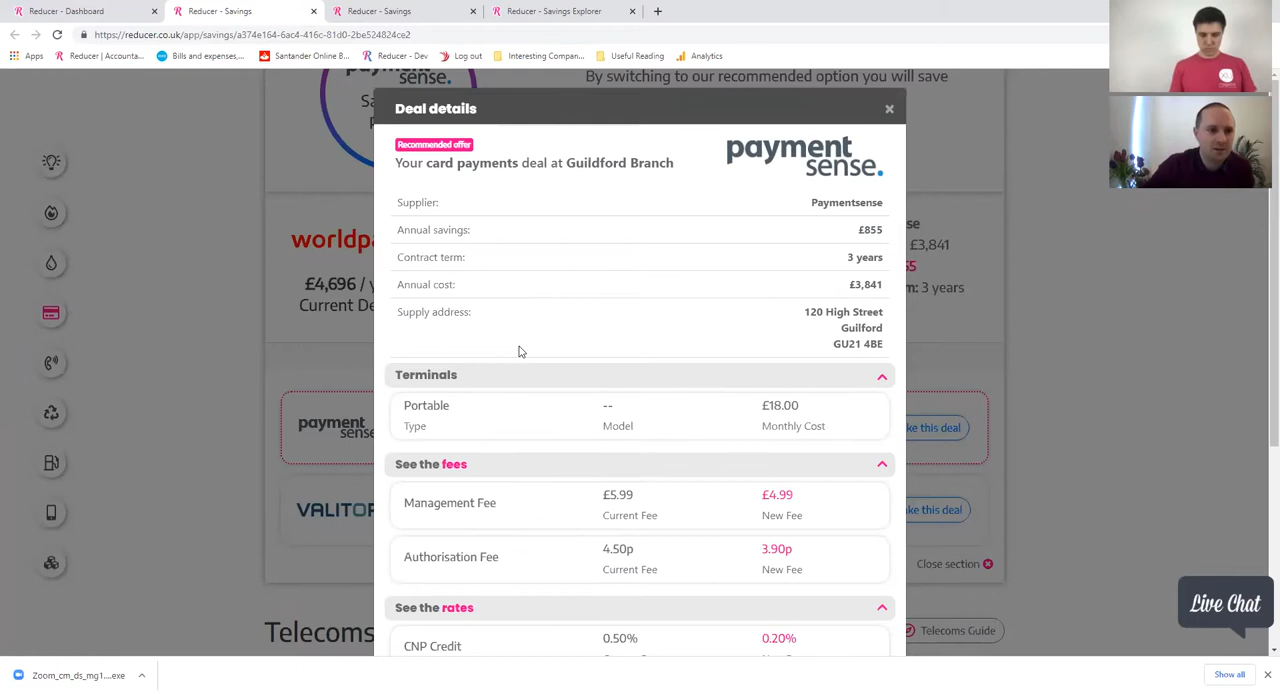 Reducer - Dashboard
Reducer - Savings
Reducer - Savings
Reducer - Savings Explorer
https://reducer.co.uk/app/savings/a374e164-6ac4-416c-81d0-2be524824ce2
Apps
Reducer | Accounta...
Bills and expenses,...
Santander Online B...
Reducer - Dev
Log out
Interesting Compan...
Useful Reading
Analytics
sense.
By switching to our recommended option you will save
Deal details
Recommended offer
Your card payments deal at Guildford Branch
payment
sense.
Supplier:
Paymentsense
Annual savings:
£855
Contract term:
3 years
Annual cost:
£3,841
Supply address:
120 High Street
Guilford
GU21 4BE
worldpa
£4,696 / y
Current De
£3,841
m: 3 years
Terminals
Portable
--
£18.00
Type
Model
Monthly Cost
payment
sense
ke this deal
See the fees
Management Fee
£5.99
£4.99
Current Fee
New Fee
VALITOR
ke this deal
Authorisation Fee
4.50p
3.90p
Current Fee
New Fee
Close section
See the rates
CNP Credit
0.50%
0.20%
Telecoms
Telecoms Guide
Live Chat
Zoom_cm_ds_mg1....exe
Show all